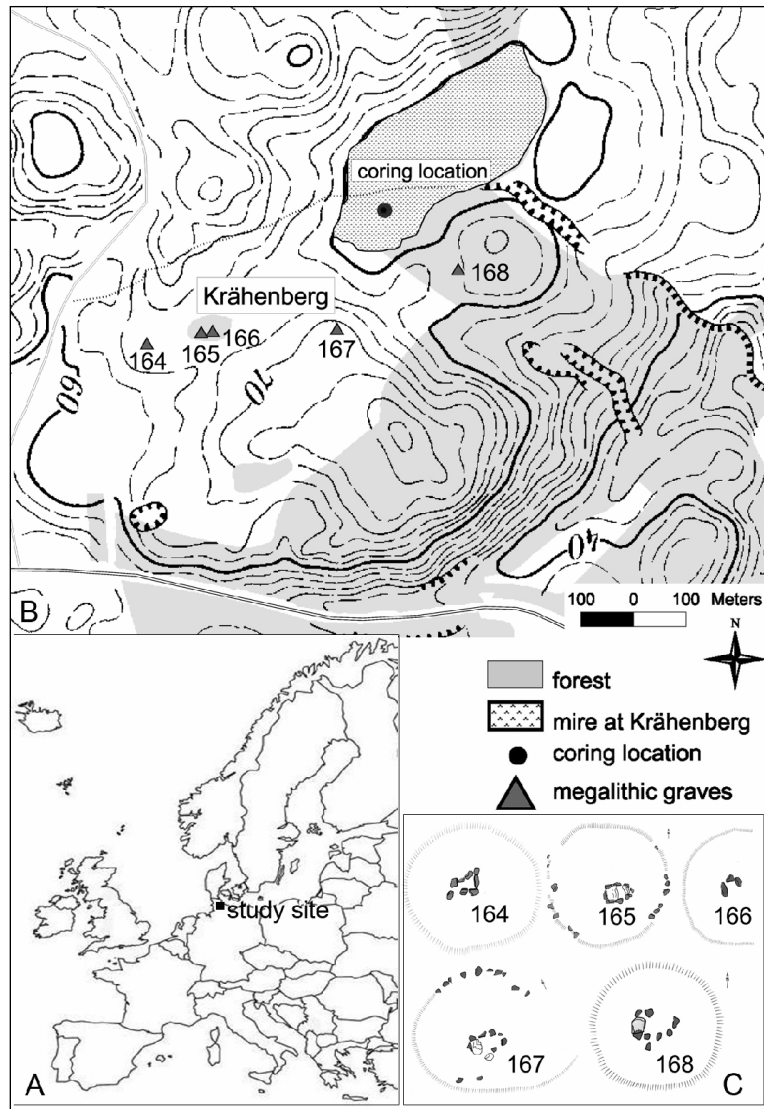 coring location
168
Krähenberg
166
164
165
167
60
70
40
B
100 0 100 Meters
N
forest
mire at Krähenberg
coring location
megalithic graves
study site
A
164
165
166
167
168
C